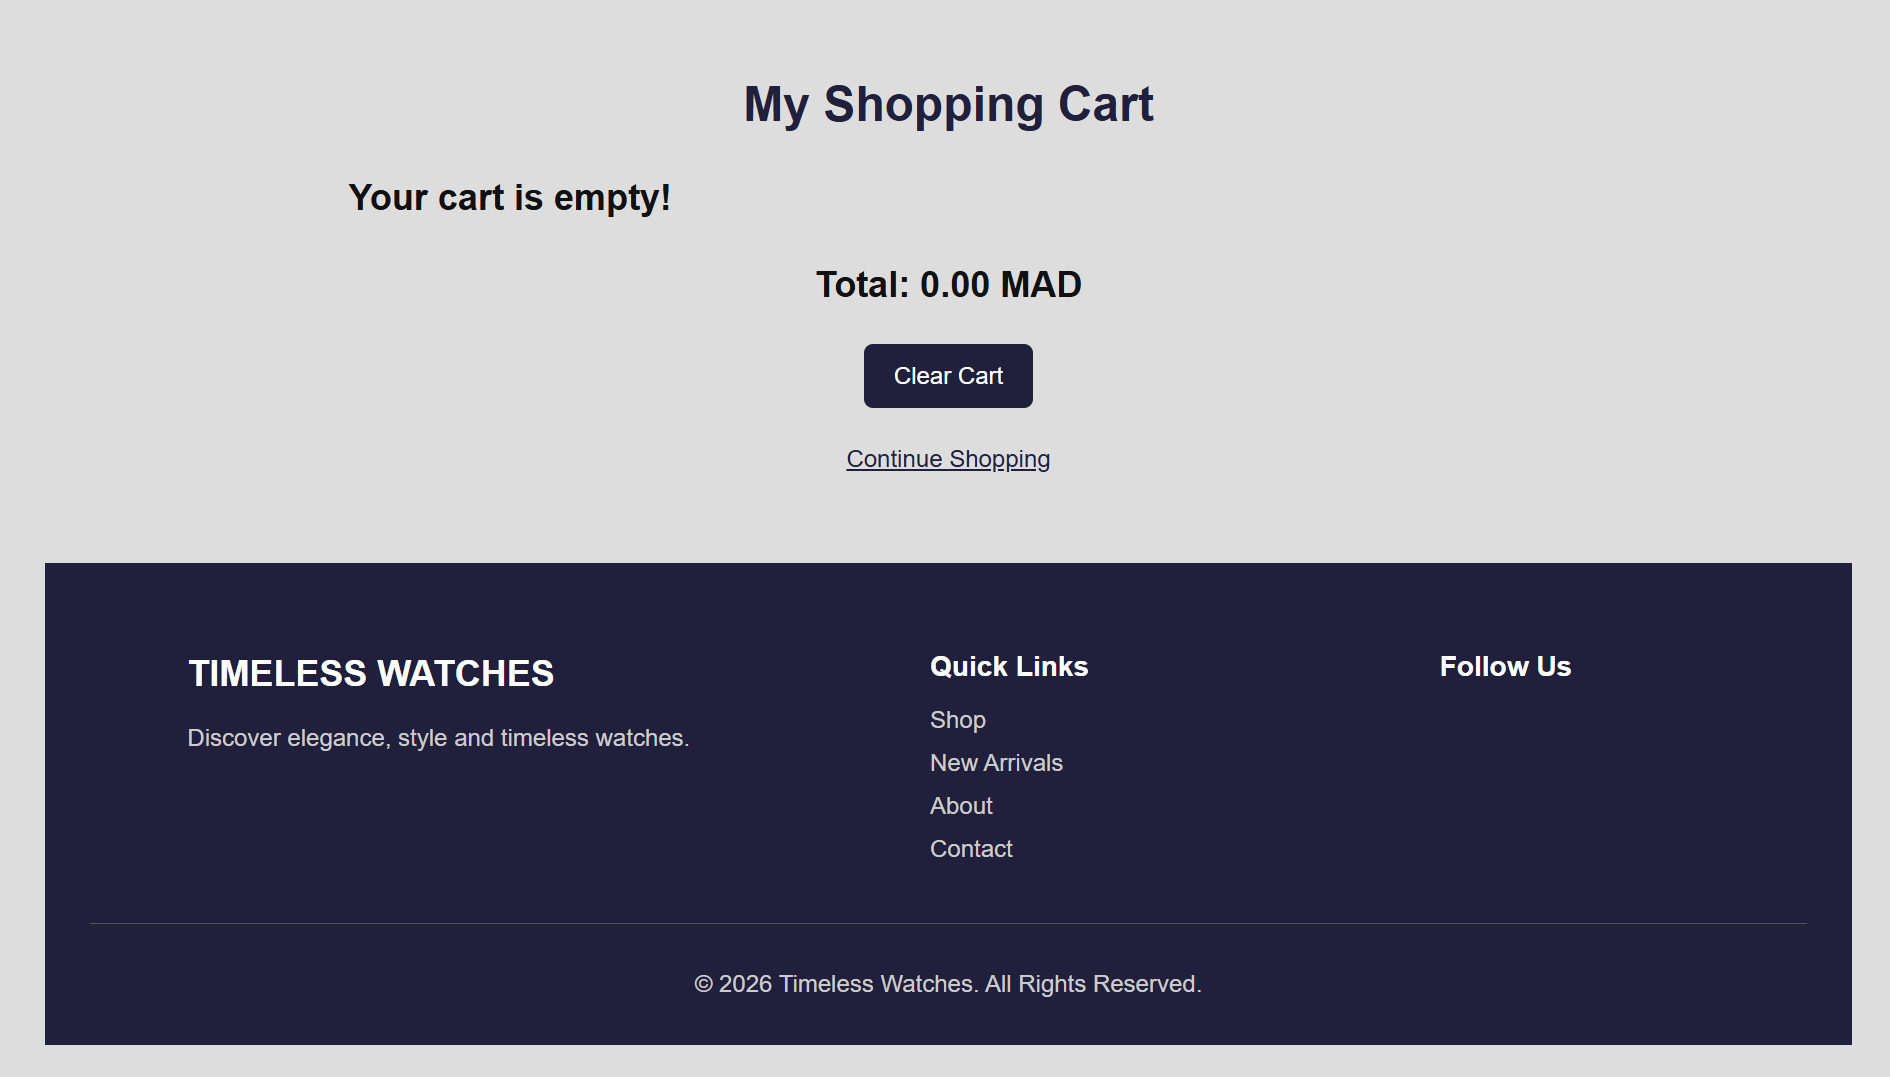 My Shopping Cart
Your cart is empty!
Total: 0.00 MAD
Clear Cart
Continue Shopping
TIMELESS WATCHES
Discover elegance, style and timeless watches.
Quick Links
Shop
New Arrivals
About
Contact
Follow Us
© 2026 Timeless Watches. All Rights Reserved.